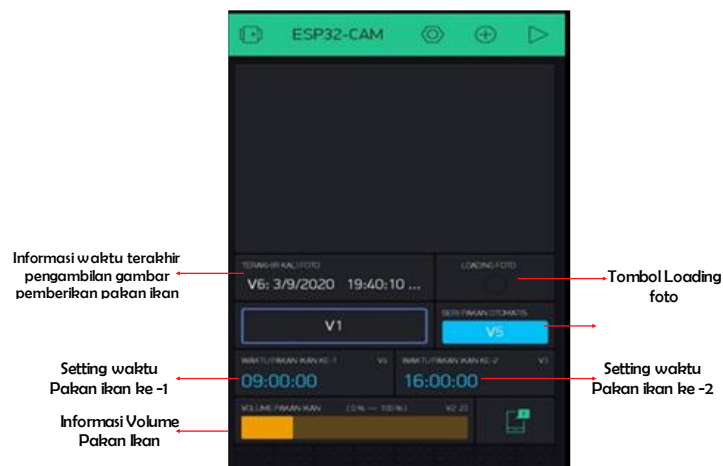 ESP32-CAM
TERAKHIR KALI FOTO
LOADING FOTO
Informasi waktu terakhir
pengambilan gambar
pemberikan pakan ikan
V6: 3/9/2020 19:40:10 ...
Tombol Loading
foto
V1
BERI PAKAN OTOMATIS
V5
WAKTU PAKAN IKAN KE-1
WAKTU PAKAN IKAN KE-2 V3
Setting waktu
Pakan ikan ke -1
09:00:00
16:00:00
Setting waktu
Pakan ikan ke -2
VOLUME PAKAN IKAN (0% — 100%)
Informasi Volume
Pakan Ikan